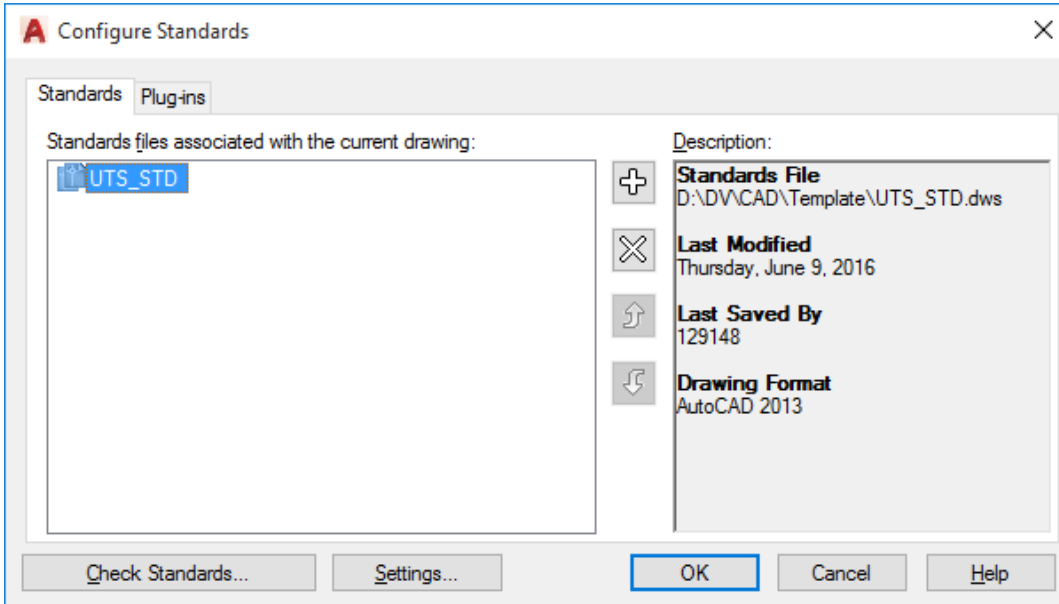 Configure Standards
Standards
Plug-ins
Standards files associated with the current drawing:
UTS_STD
Description:
Standards File
D:\DV\CAD\Template\UTS_STD.dws
Last Modified
Thursday, June 9, 2016
Last Saved By
129148
Drawing Format
AutoCAD 2013
Check Standards...
Settings...
OK
Cancel
Help